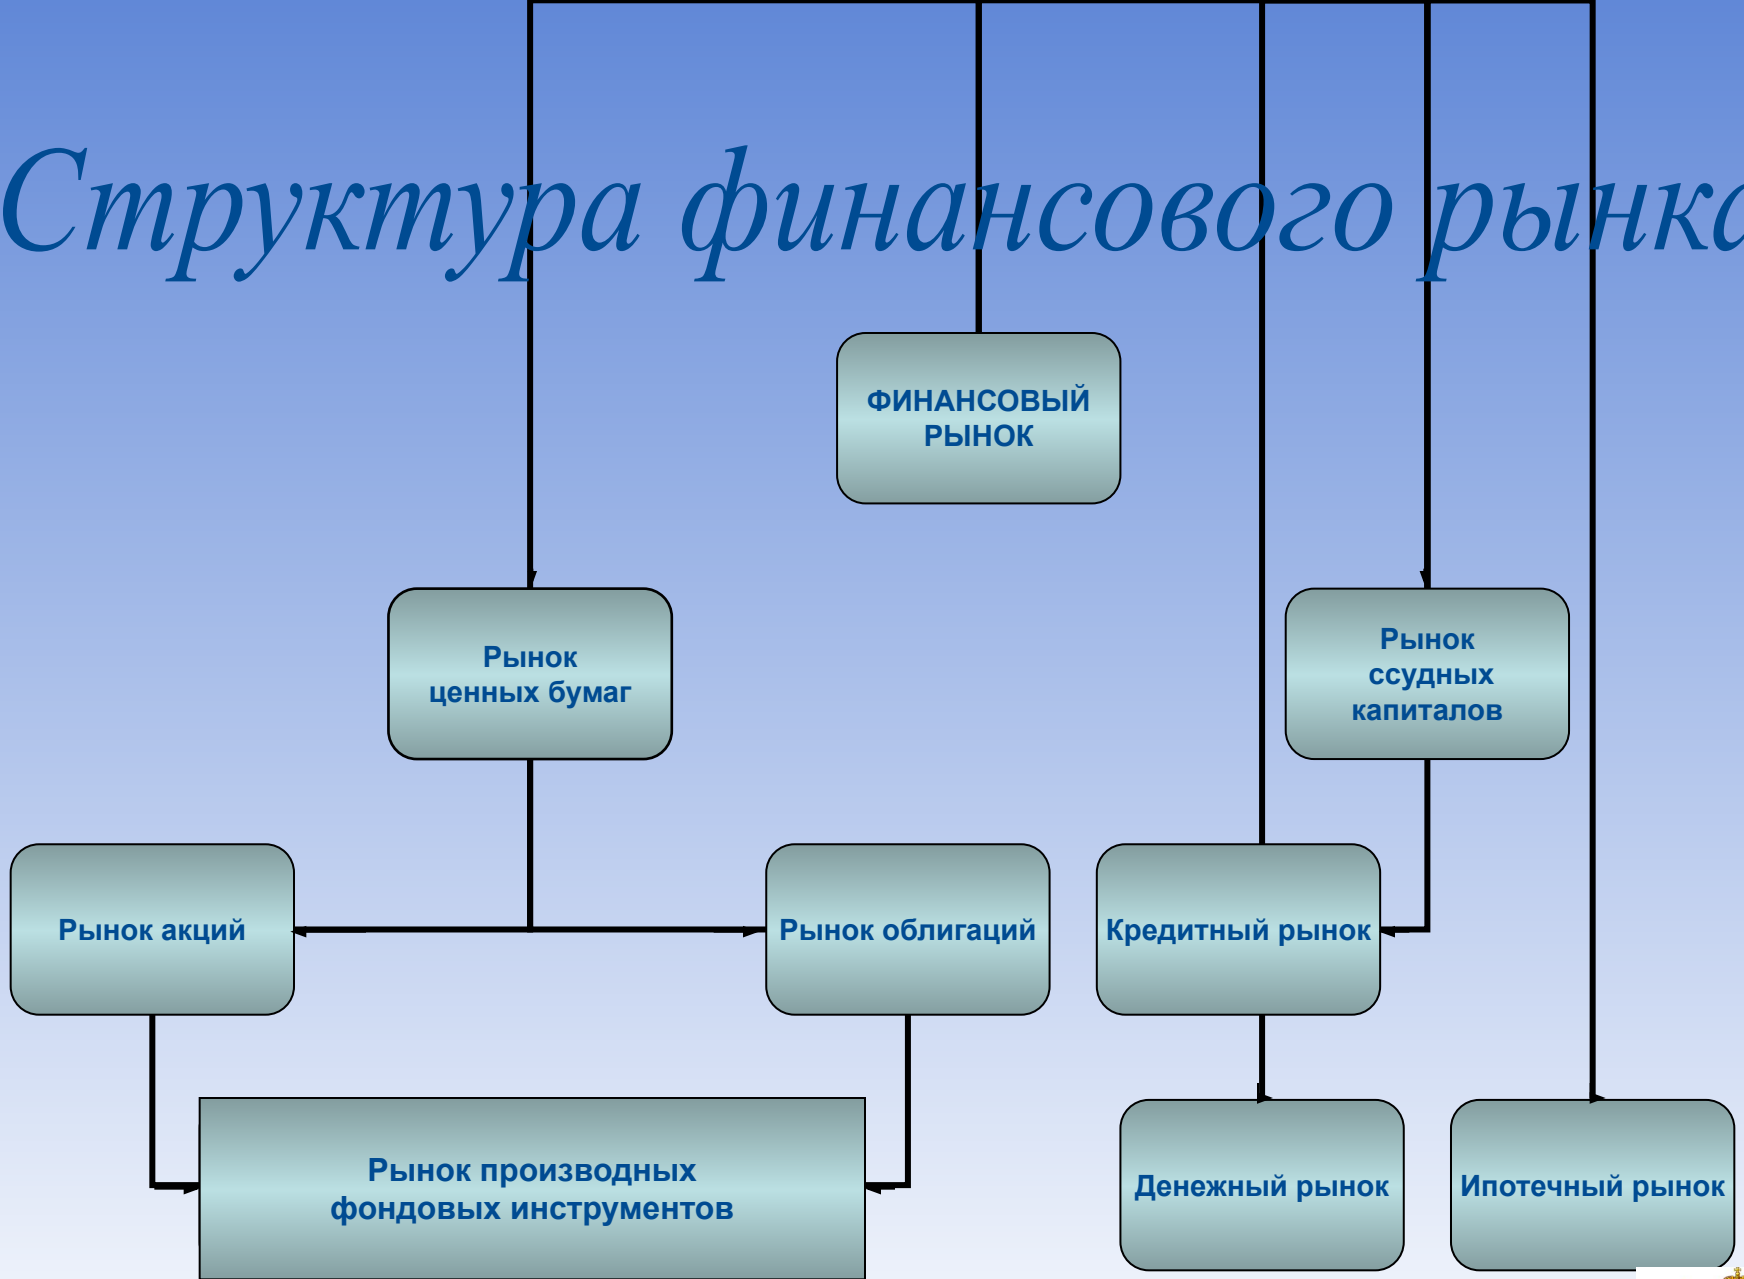 Структура финансового рынка
ФИНАНСОВЫЙ
РЫНОК
Рынок
ценных бумаг
Рынок
ссудных
капиталов
Рынок акций
Рынок облигаций
Кредитный рынок
Рынок производных
фондовых инструментов
Денежный рынок
Ипотечный рынок